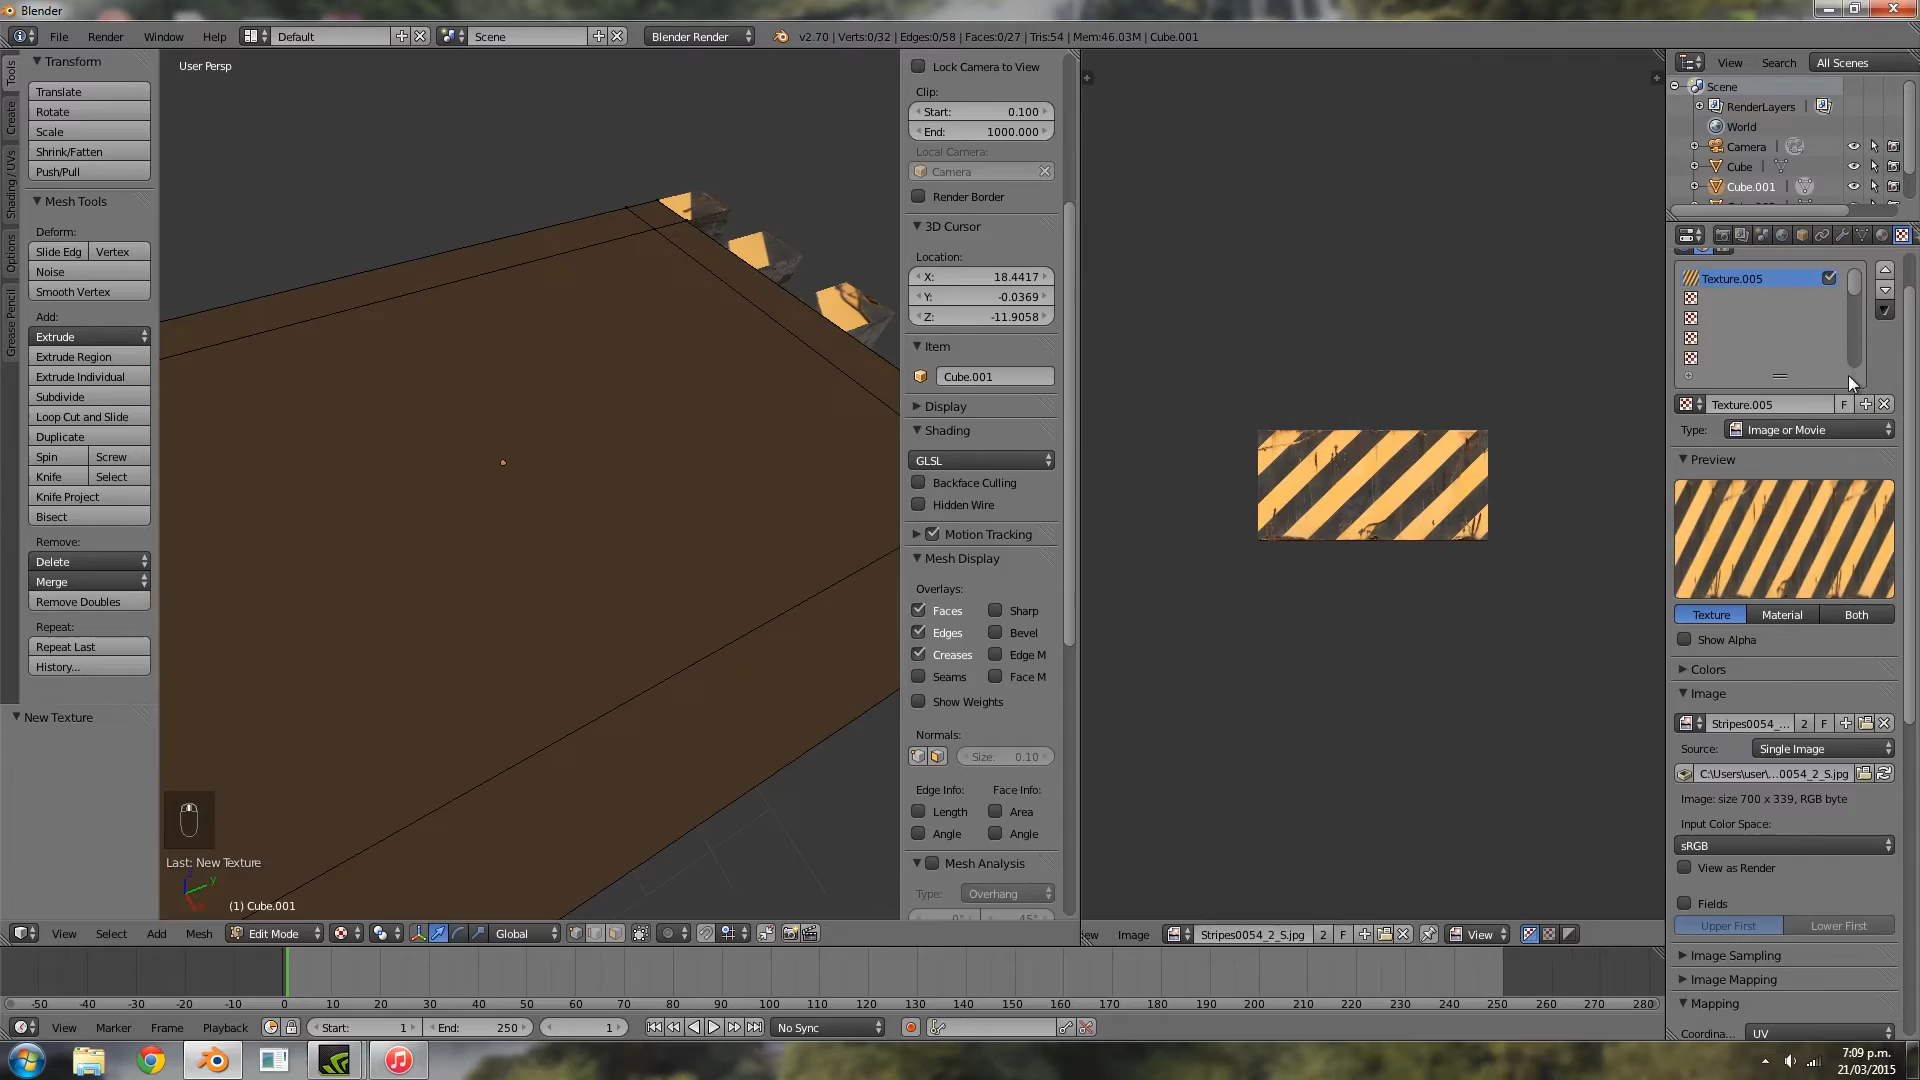 Blender
File Render Window Help Default Scene Blender Render v2.70 | Verts:0/32 | Edges:0/58 | Faces:0/27 | Tris:54 | Mem:46.03M | Cube.001
Tools
Create
Shading / UVs
Options
Grease Pencil
Transform
Translate
Rotate
Scale
Shrink/Fatten
Push/Pull
Mesh Tools
Deform:
Slide Edg Vertex
Noise
Smooth Vertex
Add:
Extrude
Extrude Region
Extrude Individual
Subdivide
Loop Cut and Slide
Duplicate
Spin Screw
Knife Select
Knife Project
Bisect
Remove:
Delete
Merge
Remove Doubles
Repeat:
Repeat Last
History...
New Texture
User Persp
Last: New Texture
z
y
(1) Cube.001
Lock Camera to View
Clip:
Start: 0.100
End: 1000.000
Local Camera:
Camera
Render Border
3D Cursor
Location:
X: 18.4417
Y: -0.0369
Z: -11.9058
Item
Cube.001
Display
Shading
GLSL
Backface Culling
Hidden Wire
Motion Tracking
Mesh Display
Overlays:
Faces Sharp
Edges Bevel
Creases Edge M
Seams Face M
Show Weights
Normals:
Size: 0.10
Edge Info: Face Info:
Length Area
Angle Angle
Mesh Analysis
Type: Overhang
0° 45°
View Search All Scenes
Scene
RenderLayers
World
Camera
Cube
Cube.001
Texture.005
Texture.005 F
Type: Image or Movie
Preview
Texture Material Both
Show Alpha
Colors
Image
Stripes0054_... 2 F
Source: Single Image
C:\Users\user\...0054_2_S.jpg
Image: size 700 x 339, RGB byte
Input Color Space:
sRGB
View as Render
Fields
Upper First Lower First
Image Sampling
Image Mapping
Mapping
Coordina... UV
View Select Add Mesh Edit Mode Global
ew Image Stripes0054_2_S.jpg 2 F View
-50 -40 -30 -20 -10 0 10 20 30 40 50 60 70 80 90 100 110 120 130 140 150 160 170 180 190 200 210 220 230 240 250 260 270 280
View Marker Frame Playback Start: 1 End: 250 1 No Sync
7:09 p.m.
21/03/2015